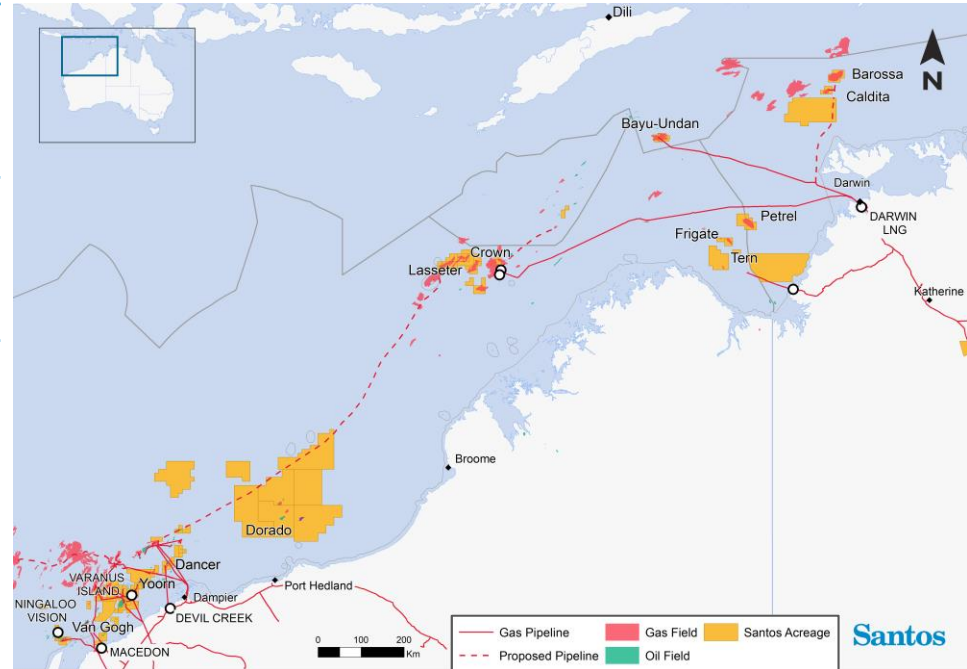 Dili
N
Barossa
Caldita
Bayu-Undan
Darwin
DARWIN
LNG
Petrel
Frigate
Tern
Crown
Lasseter
Katherine
Broome
Dorado
Dancer
VARANUS
ISLAND
Yoorn
Port Hedland
Dampier
NINGALOO
VISION
DEVIL CREEK
Van Gogh
MACEDON
0 100 200
Km
Gas Pipeline
Gas Field
Santos Acreage
Proposed Pipeline
Oil Field
Santos